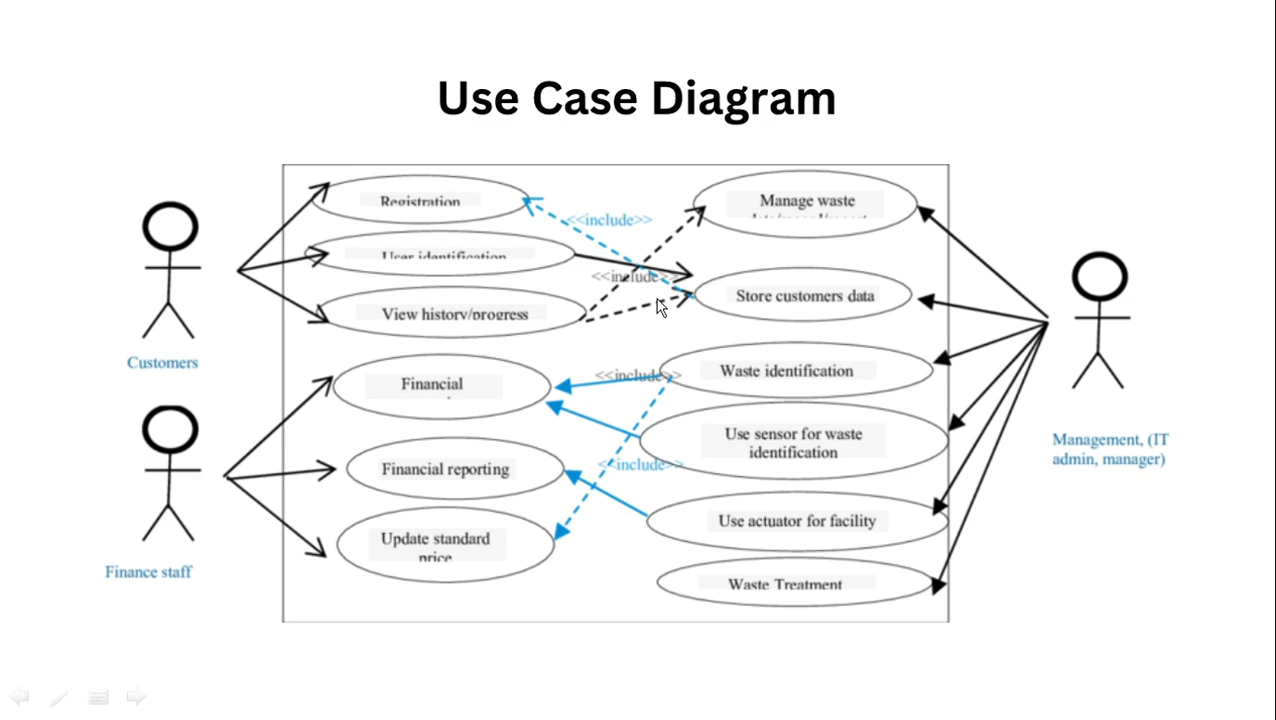 Use Case Diagram
Registration
User identification
View history/progress
Financial
Financial reporting
Update standard
price
<<include>>
<<include>>
<<include>>
<<include>>
Manage waste
Store customers data
Waste identification
Use sensor for waste
identification
Use actuator for facility
Waste Treatment
Customers
Finance staff
Management, (IT
admin, manager)